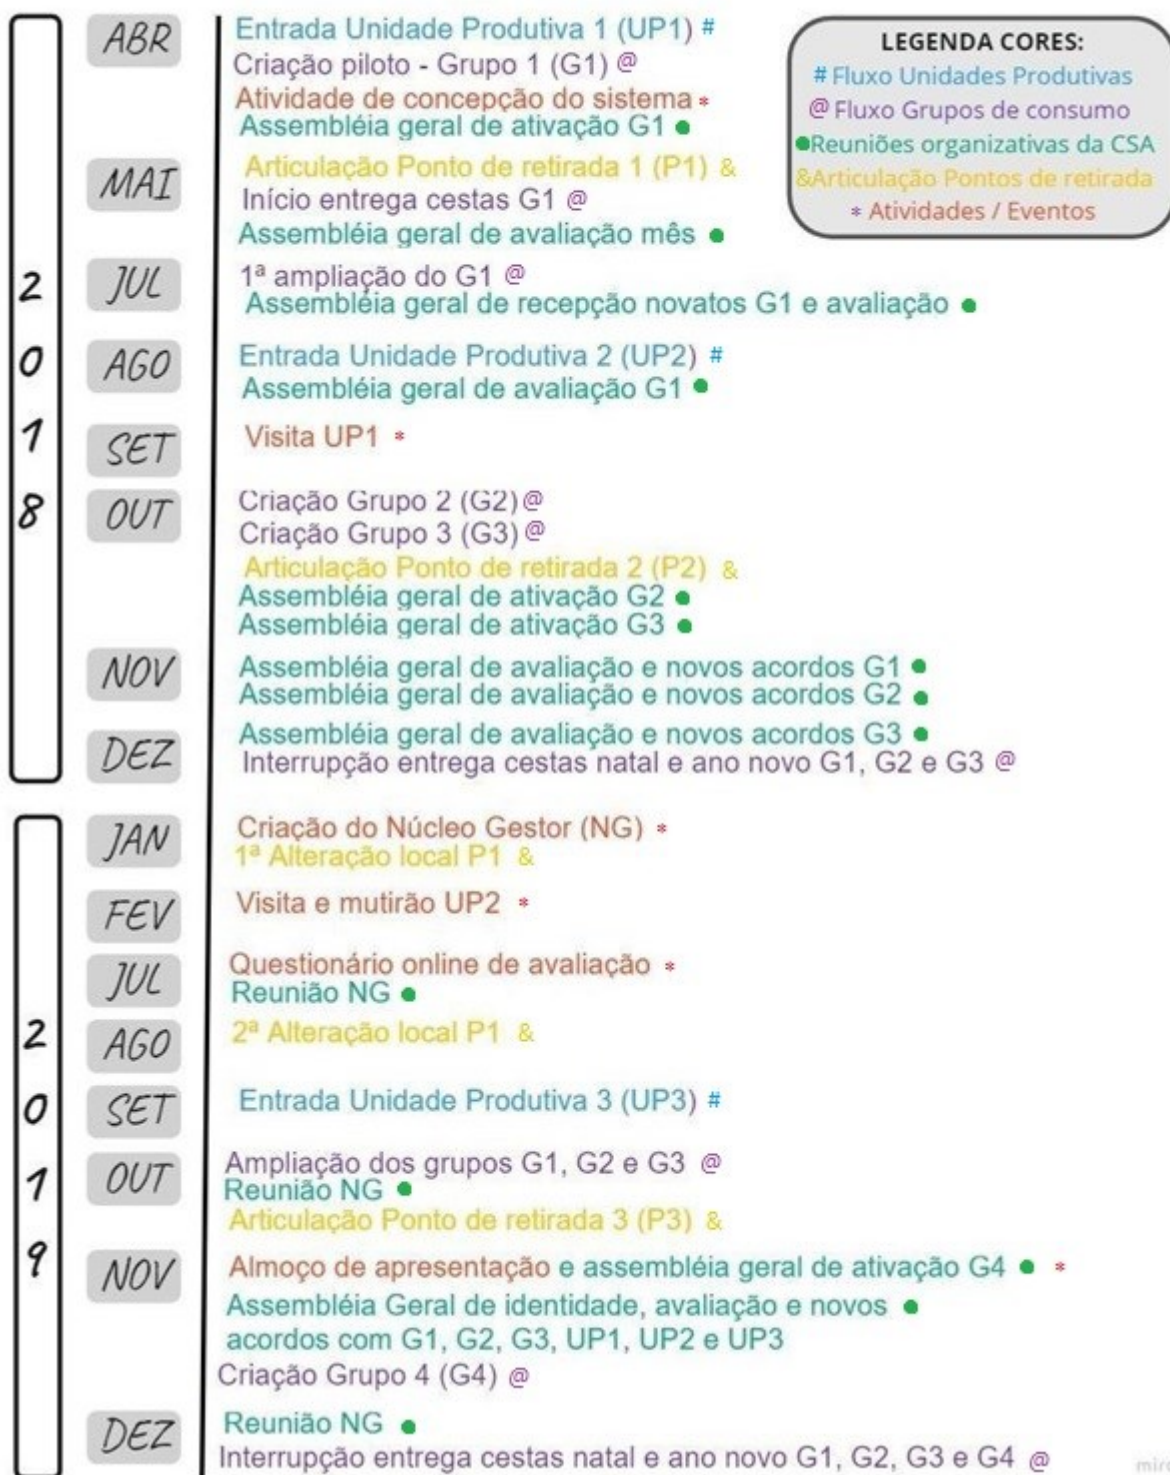 ABR
Entrada Unidade Produtiva 1 (UP1) #
Criação piloto - Grupo 1 (G1) @
Atividade de concepção do sistema *
Assembléia geral de ativação G1 ●
LEGENDA CORES:
# Fluxo Unidades Produtivas
@ Fluxo Grupos de consumo
●Reuniões organizativas da CSA
&Articulação Pontos de retirada
* Atividades / Eventos
MAI
Articulação Ponto de retirada 1 (P1) &
Início entrega cestas G1 @
Assembléia geral de avaliação mês ●
2018
JUL
1ª ampliação do G1 @
Assembléia geral de recepção novatos G1 e avaliação ●
AGO
Entrada Unidade Produtiva 2 (UP2) #
Assembléia geral de avaliação G1 ●
SET
Visita UP1 *
OUT
Criação Grupo 2 (G2) @
Criação Grupo 3 (G3) @
Articulação Ponto de retirada 2 (P2) &
Assembléia geral de ativação G2 ●
Assembléia geral de ativação G3 ●
NOV
Assembléia geral de avaliação e novos acordos G1 ●
Assembléia geral de avaliação e novos acordos G2 ●
DEZ
Assembléia geral de avaliação e novos acordos G3 ●
Interrupção entrega cestas natal e ano novo G1, G2 e G3 @
JAN
Criação do Núcleo Gestor (NG) *
1ª Alteração local P1 &
FEV
Visita e mutirão UP2 *
JUL
Questionário online de avaliação *
Reunião NG ●
2019
AGO
2ª Alteração local P1 &
SET
Entrada Unidade Produtiva 3 (UP3) #
OUT
Ampliação dos grupos G1, G2 e G3 @
Reunião NG ●
Articulação Ponto de retirada 3 (P3) &
NOV
Almoço de apresentação e assembléia geral de ativação G4 ● *
Assembléia Geral de identidade, avaliação e novos ●
acordos com G1, G2, G3, UP1, UP2 e UP3
Criação Grupo 4 (G4) @
DEZ
Reunião NG ●
Interrupção entrega cestas natal e ano novo G1, G2, G3 e G4 @